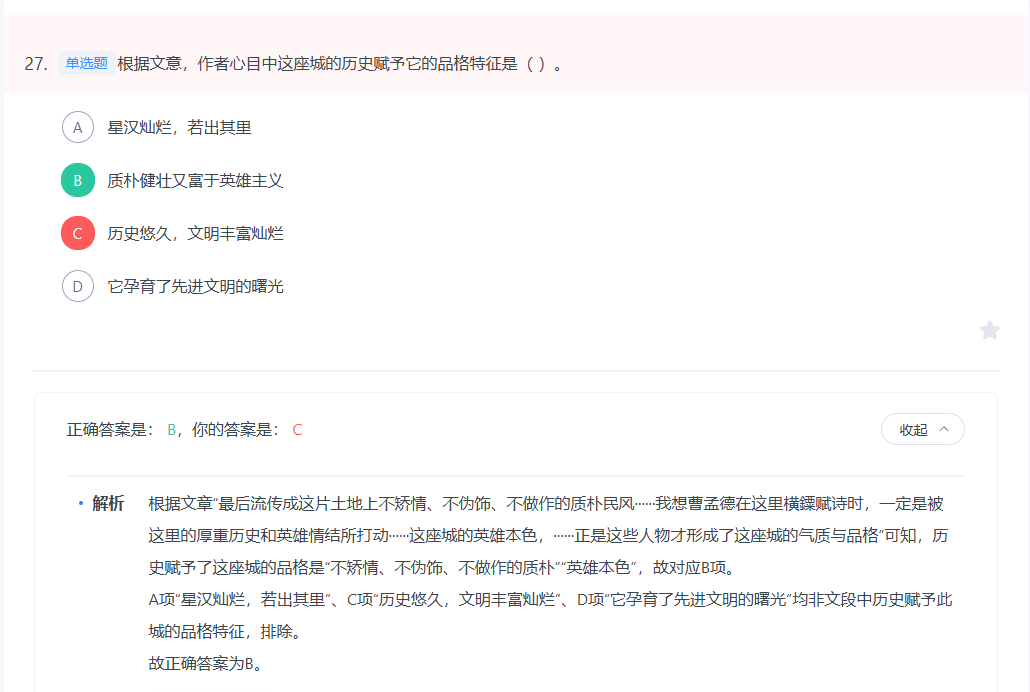 27. 单选题 根据文章，作者心目中这座城的历史赋予它的品格特征是（ ）。
A 星汉灿烂，若出其里
B 质朴健壮又富于英雄主义
C 历史悠久，文明丰富灿烂
D 它孕育了先进文明的曙光
正确答案是： B，你的答案是： C
收起
解析 根据文章“最后流传成这片土地上不矫情、不伪饰、不做作的质朴民风······我想曹孟德在这里横鏁赋诗时，一定是被
这里的厚重历史和英雄情结所打动······这座城的英雄本色，······正是这些人物才形成了这座城的气质与品格”可知，历
史赋予了这座城的品格是“不矫情、不伪饰、不做作的质朴”“英雄本色”，故对应B项。
A项“星汉灿烂，若出其里”、C项“历史悠久，文明丰富灿烂”、D项“它孕育了先进文明的曙光”均非文段中历史赋予此
城的品格特征，排除。
故正确答案为B。